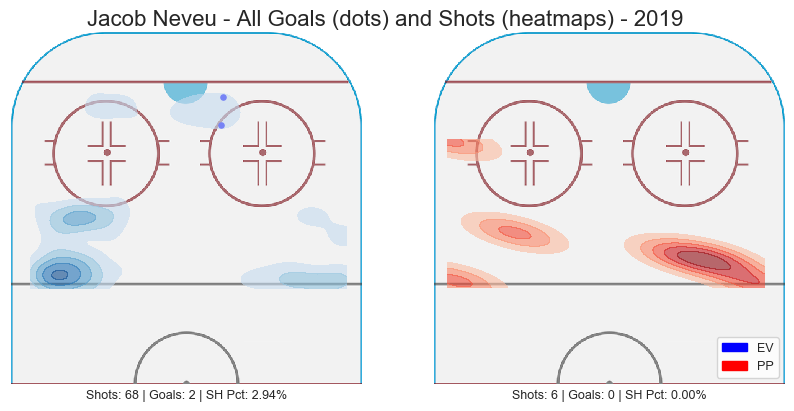 Jacob Neveu - All Goals (dots) and Shots (heatmaps) - 2019
EV
PP
Shots: 68 | Goals: 2 | SH Pct: 2.94%
Shots: 6 | Goals: 0 | SH Pct: 0.00%